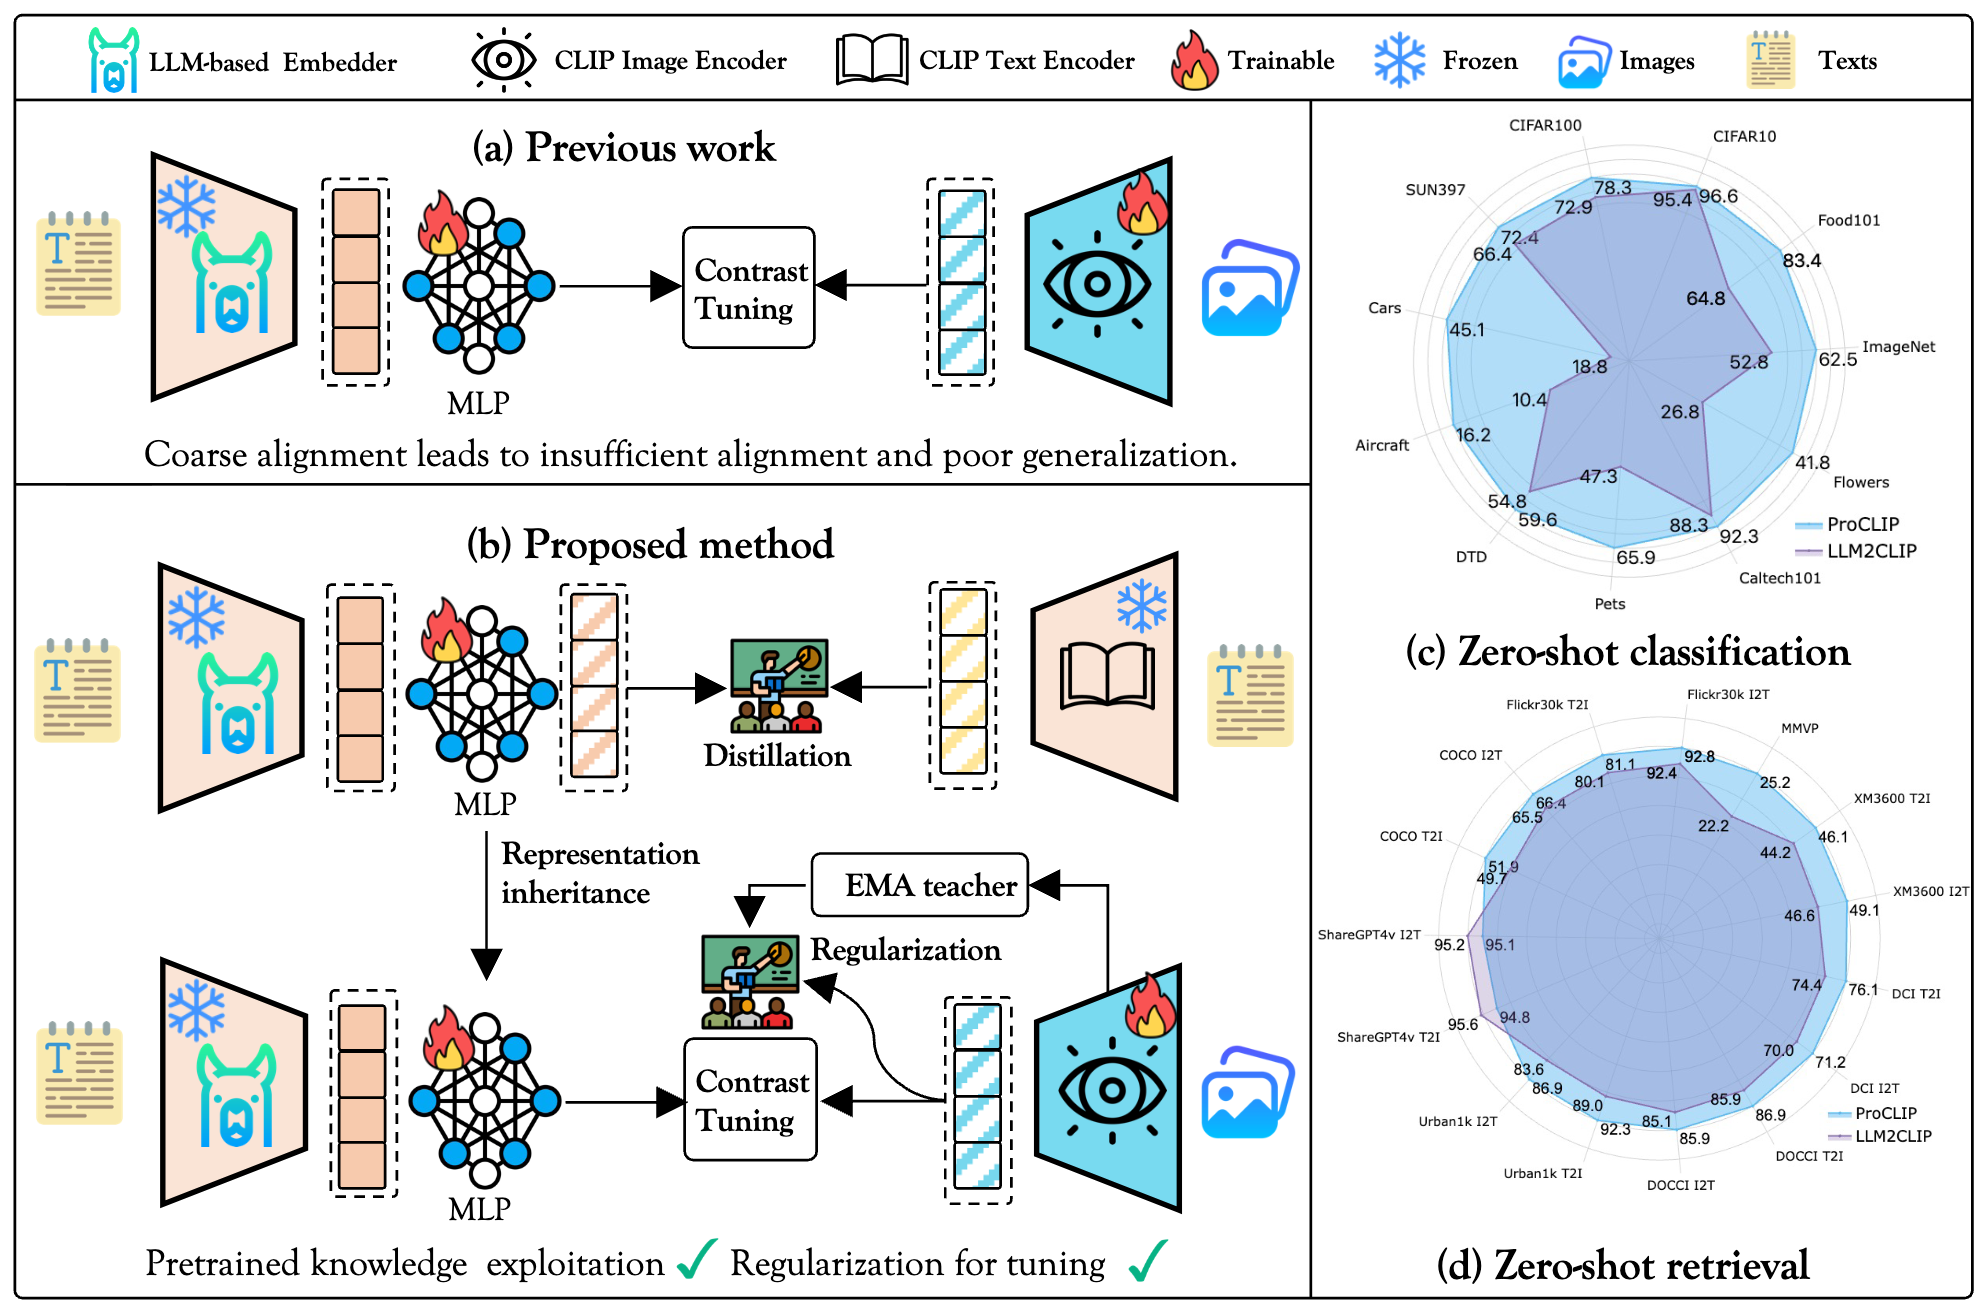 LLM-based Embedder
CLIP Image Encoder
CLIP Text Encoder
Trainable
Frozen
Images
Texts
(a) Previous work
T
Contrast
Tuning
MLP
Coarse alignment leads to insufficient alignment and poor generalization.
(b) Proposed method
T
Distillation
T
MLP
Representation
inheritance
EMA teacher
Regularization
T
Contrast
Tuning
MLP
Pretrained knowledge exploitation
Regularization for tuning
CIFAR100
CIFAR10
SUN397
Food101
Cars
ImageNet
Aircraft
Flowers
DTD
Caltech101
Pets
78.3
72.9
95.4
96.6
72.4
66.4
83.4
64.8
45.1
18.8
52.8
62.5
10.4
26.8
16.2
41.8
47.3
54.8
59.6
88.3
92.3
65.9
ProCLIP
LLM2CLIP
(c) Zero-shot classification
Flickr30k I2T
Flickr30k T2I
MMVP
COCO I2T
XM3600 T2I
COCO T2I
XM3600 I2T
ShareGPT4v I2T
DCI T2I
ShareGPT4v T2I
DCI I2T
Urban1k I2T
DOCCI T2I
Urban1k T2I
DOCCI I2T
92.8
92.4
81.1
80.1
25.2
22.2
66.4
65.5
46.1
44.2
51.9
49.7
49.1
46.6
95.2
95.1
74.4
76.1
95.6
94.8
70.0
71.2
83.6
86.9
89.0
92.3
85.1
85.9
85.9
86.9
ProCLIP
LLM2CLIP
(d) Zero-shot retrieval